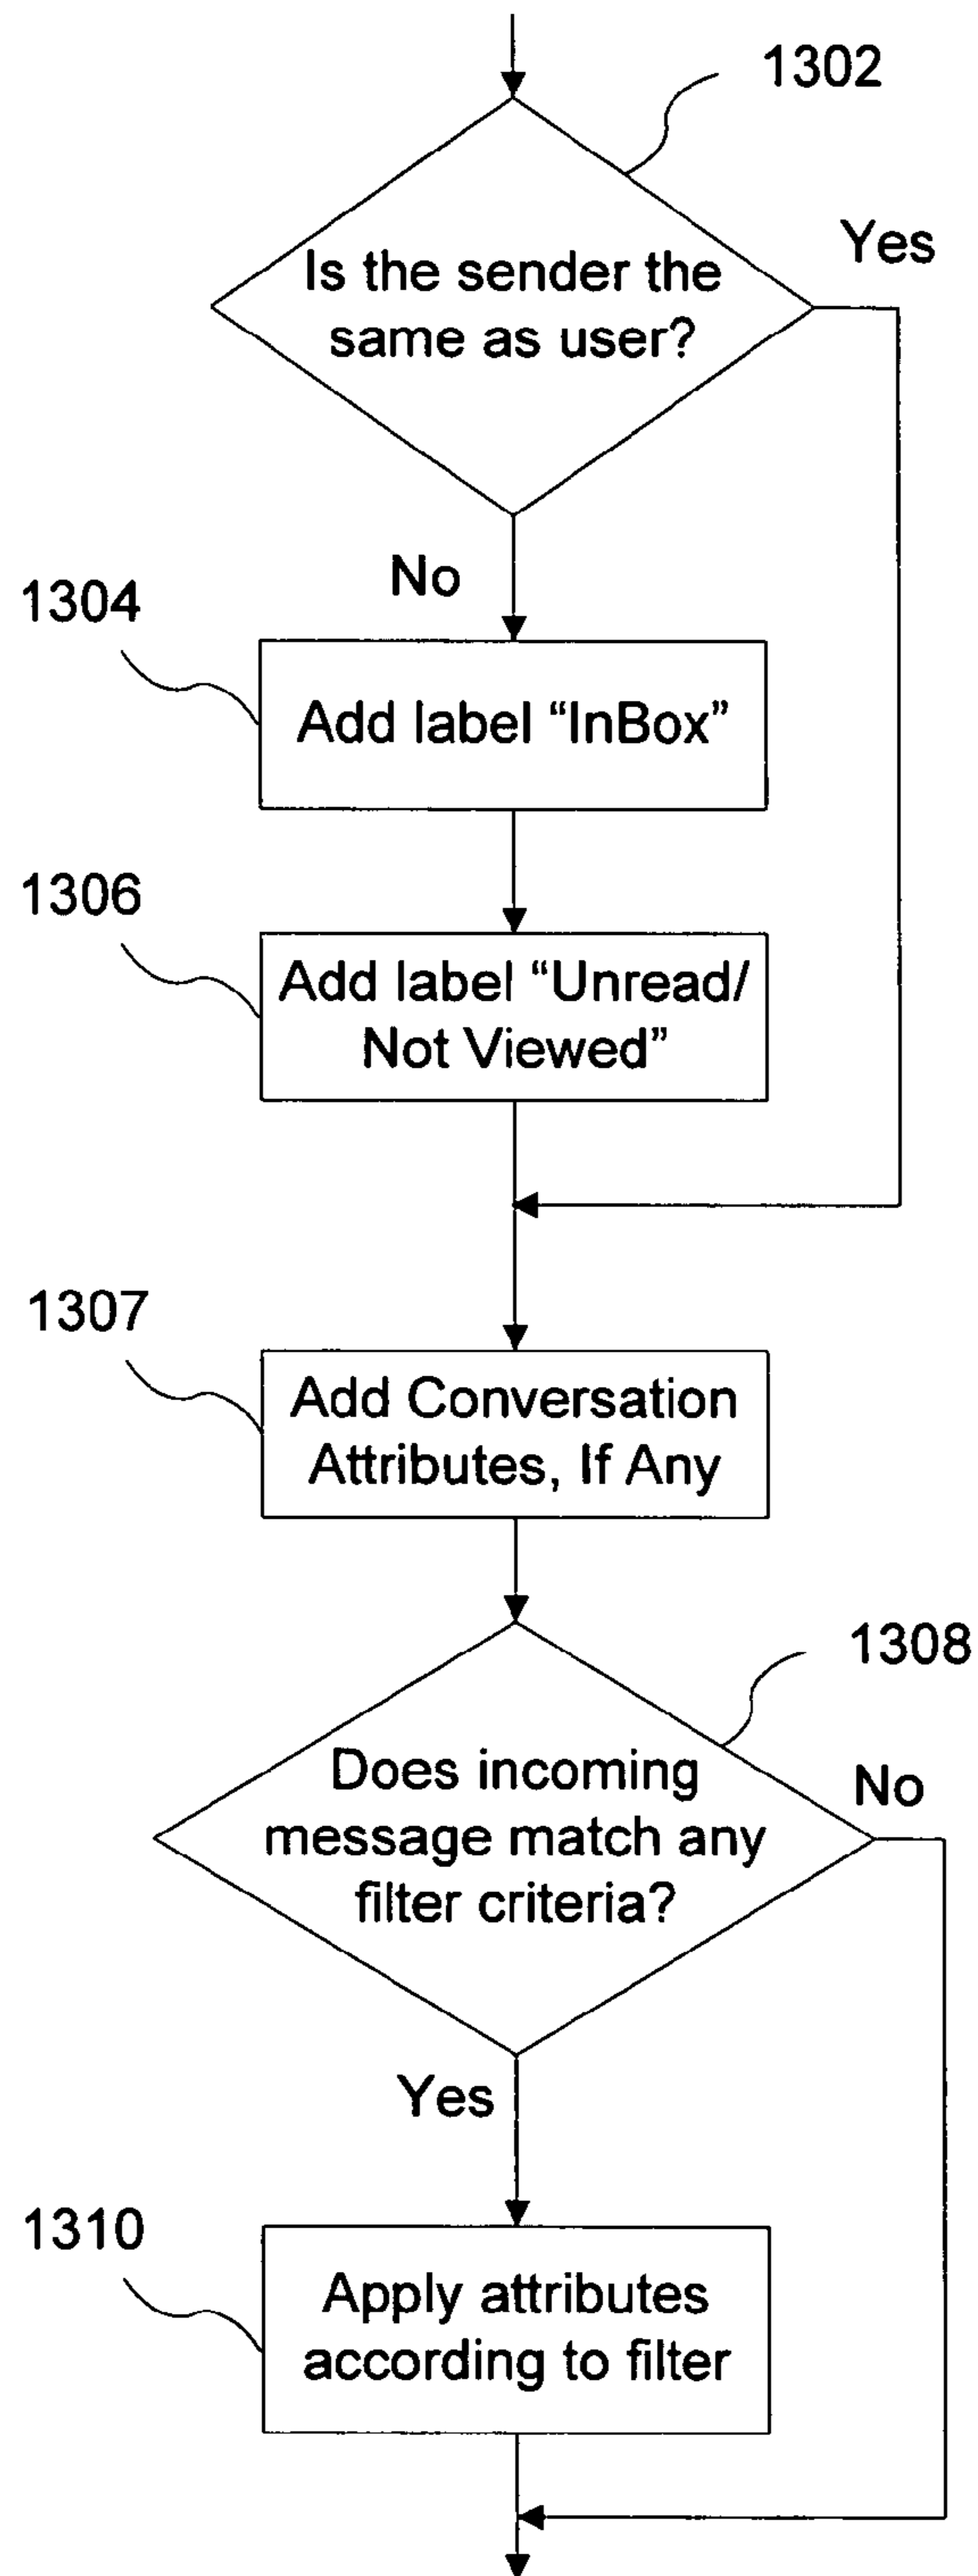 1302
Is the sender the
same as user?
Yes
No
1304
Add label “InBox”
1306
Add label “Unread/
Not Viewed”
1307
Add Conversation
Attributes, If Any
1308
Does incoming
message match any
filter criteria?
No
Yes
1310
Apply attributes
according to filter